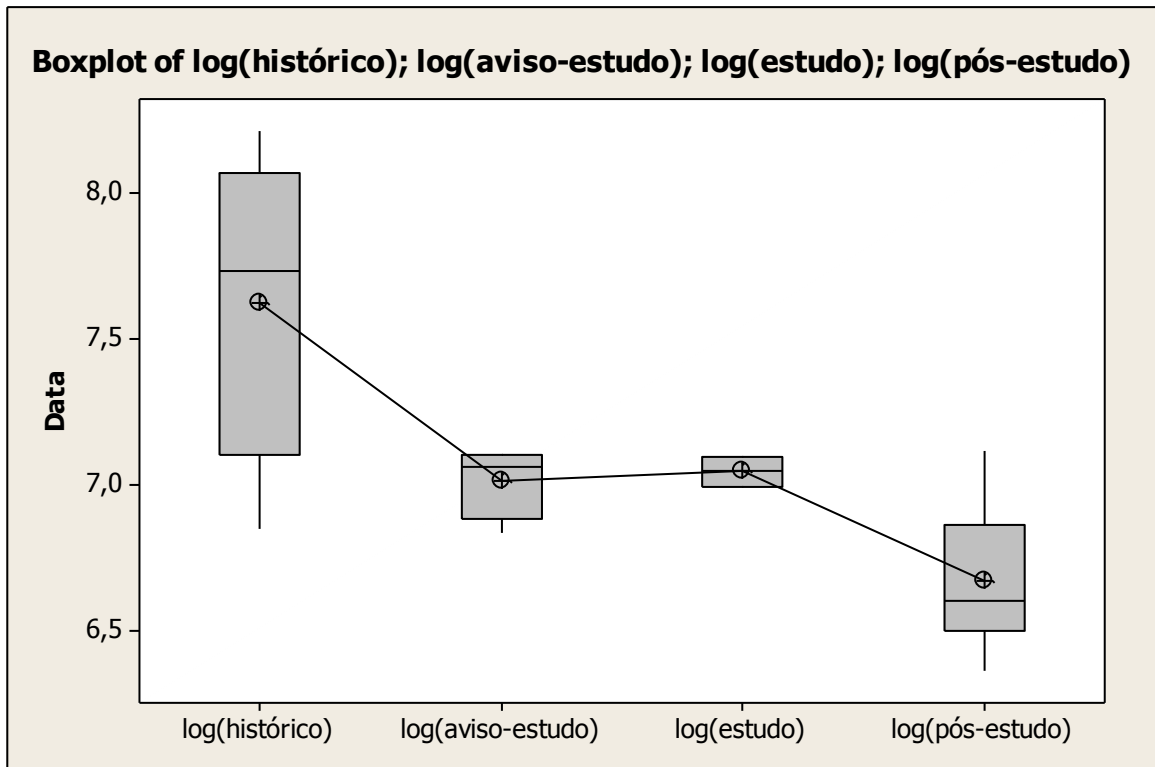 Boxplot of log(histórico); log(aviso-estudo); log(estudo); log(pós-estudo)
8,0
7,5
7,0
6,5
Data
log(histórico)
log(aviso-estudo)
log(estudo)
log(pós-estudo)